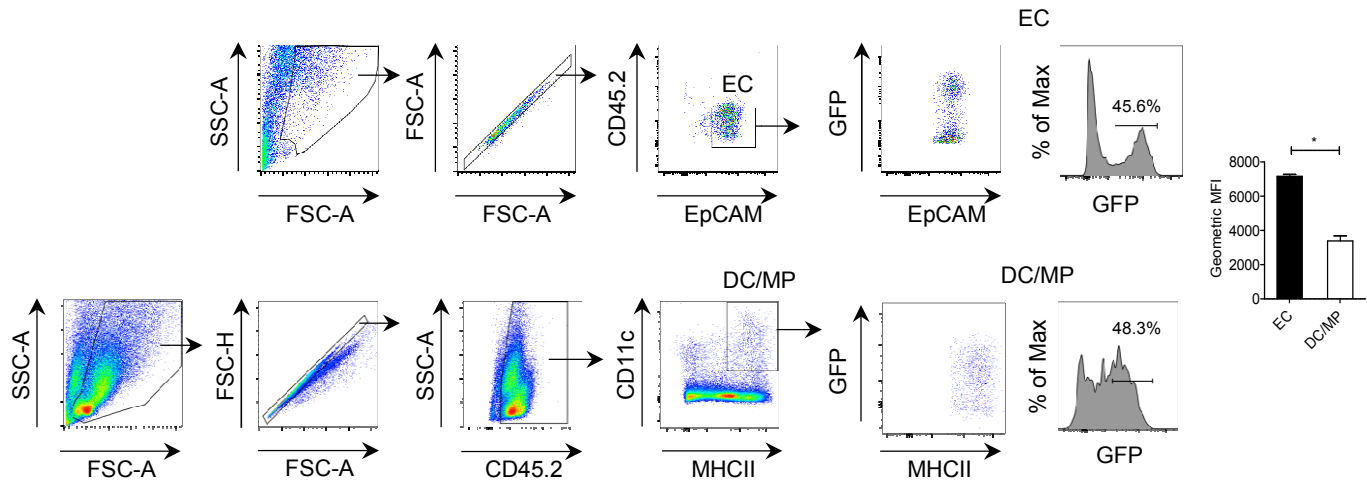 EC
SSC-A
FSC-A
FSC-A
FSC-A
CD45.2
EC
EpCAM
GFP
EpCAM
% of Max
45.6%
GFP
Geometric MFI
8000
6000
4000
2000
0
*
EC
DC/MP
DC/MP
DC/MP
SSC-A
FSC-A
FSC-H
FSC-A
SSC-A
CD45.2
CD11c
MHCII
GFP
MHCII
% of Max
48.3%
GFP